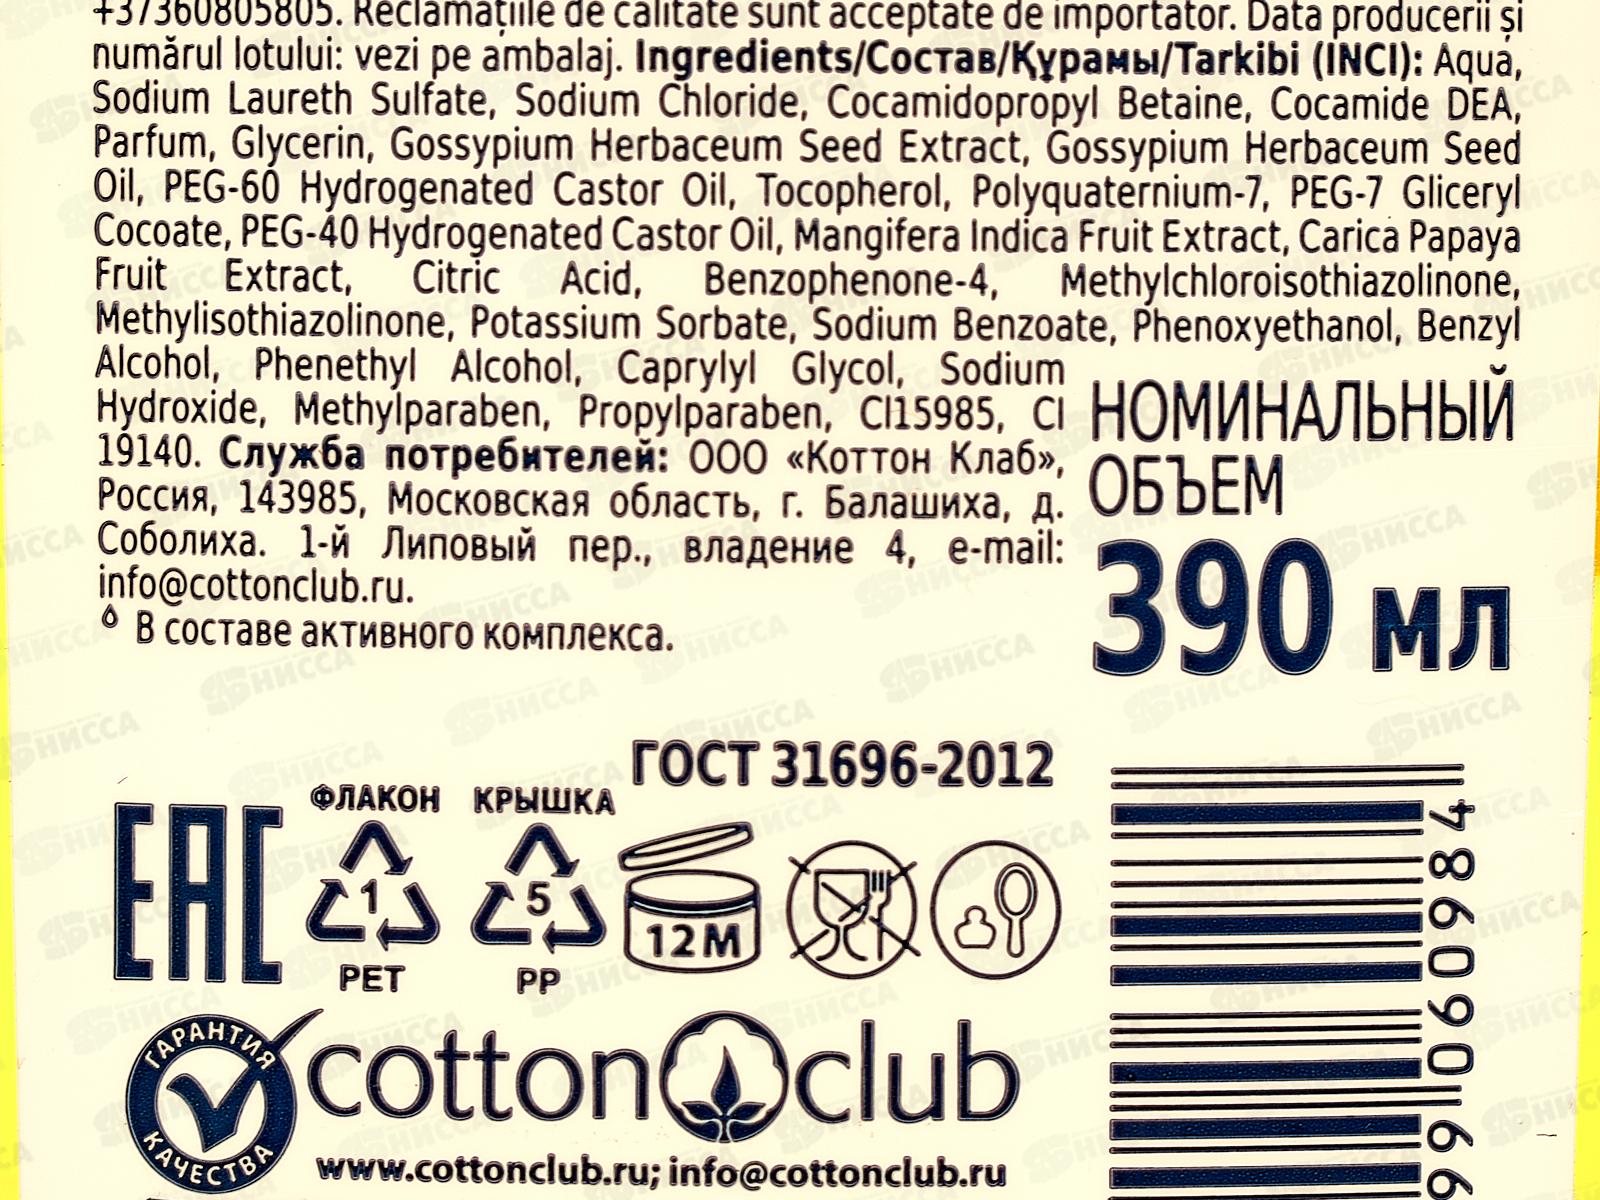 +37360805805. Reclamațiile de calitate sunt acceptate de importator. Data producerii și
numărul lotului: vezi pe ambalaj. Ingredients/Состав/Құрамы/Tarkibi (INCI): Aqua,
Sodium Laureth Sulfate, Sodium Chloride, Cocamidopropyl Betaine, Cocamide DEA,
Parfum, Glycerin, Gossypium Herbaceum Seed Extract, Gossypium Herbaceum Seed
Oil, PEG-60 Hydrogenated Castor Oil, Tocopherol, Polyquaternium-7, PEG-7 Gliceryl
Cocoate, PEG-40 Hydrogenated Castor Oil, Mangifera Indica Fruit Extract, Carica Papaya
Fruit Extract, Citric Acid, Benzophenone-4, Methylchloroisothiazolinone,
Methylisothiazolinone, Potassium Sorbate, Sodium Benzoate, Phenoxyethanol, Benzyl
Alcohol, Phenethyl Alcohol, Caprylyl Glycol, Sodium
Hydroxide, Methylparaben, Propylparaben, CI15985, CI
19140. Служба потребителей: ООО «Коттон Клаб»,
Россия, 143985, Московская область, г. Балашиха, д.
Соболиха. 1-й Липовый пер., владение 4, e-mail:
info@cottonclub.ru.
В составе активного комплекса.
НОМИНАЛЬНЫЙ
ОБЪЕМ
390 мл
ГОСТ 31696-2012
EAC
ФЛАКОН
1
PET
КРЫШКА
5
PP
12М
ГАРАНТИЯ
КАЧЕСТВА
cotton club
www.cottonclub.ru; info@cottonclub.ru
НИССА